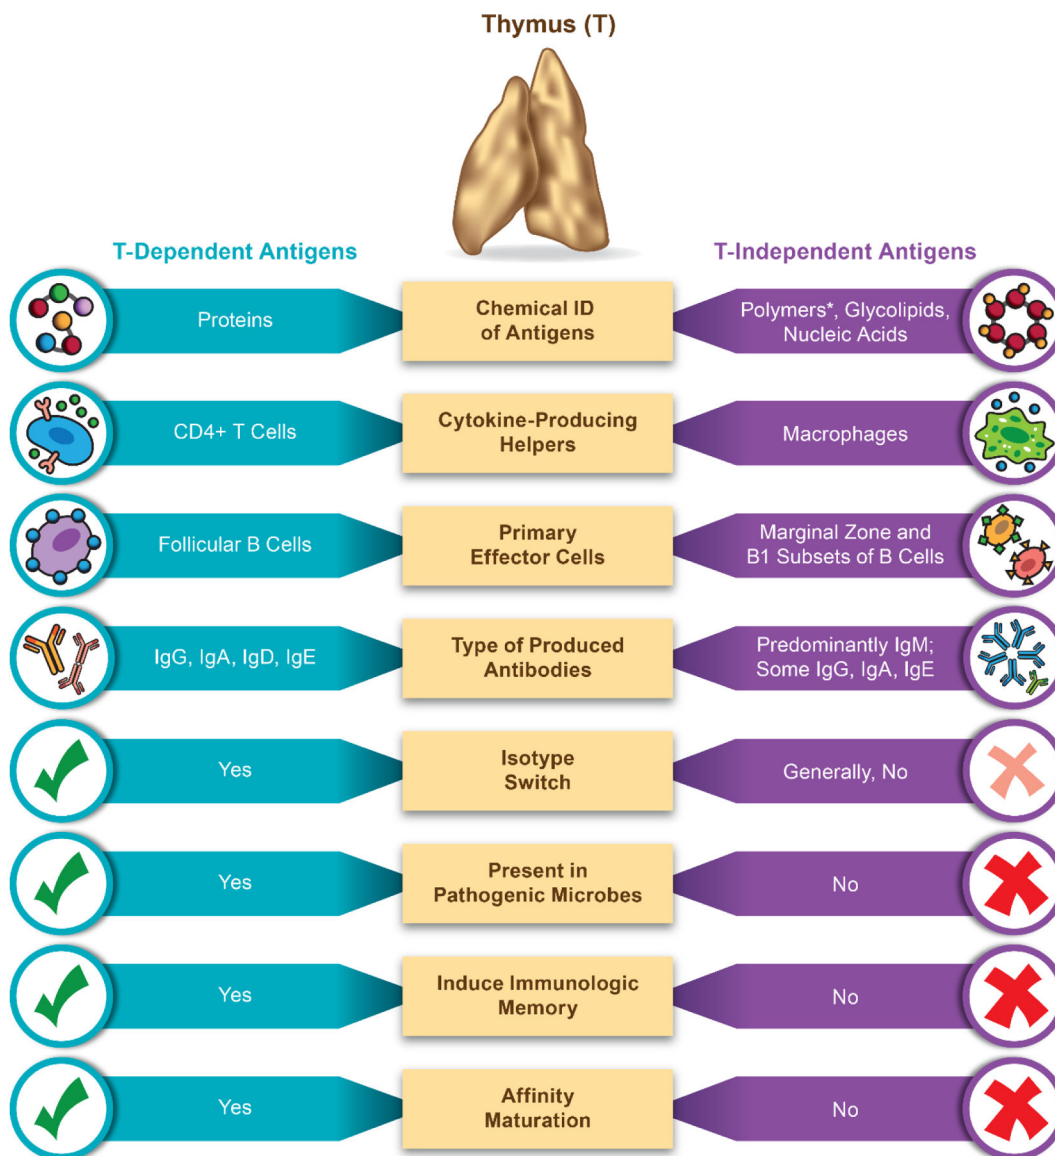 Thymus (T)
T-Dependent Antigens
T-Independent Antigens
Proteins
Chemical ID
of Antigens
Polymers*, Glycolipids,
Nucleic Acids
CD4+ T Cells
Cytokine-Producing
Helpers
Macrophages
Follicular B Cells
Primary
Effector Cells
Marginal Zone and
B1 Subsets of B Cells
IgG, IgA, IgD, IgE
Type of Produced
Antibodies
Predominantly IgM;
Some IgG, IgA, IgE
Yes
Isotype
Switch
Generally, No
Yes
Present in
Pathogenic Microbes
No
Yes
Induce Immunologic
Memory
No
Yes
Affinity
Maturation
No